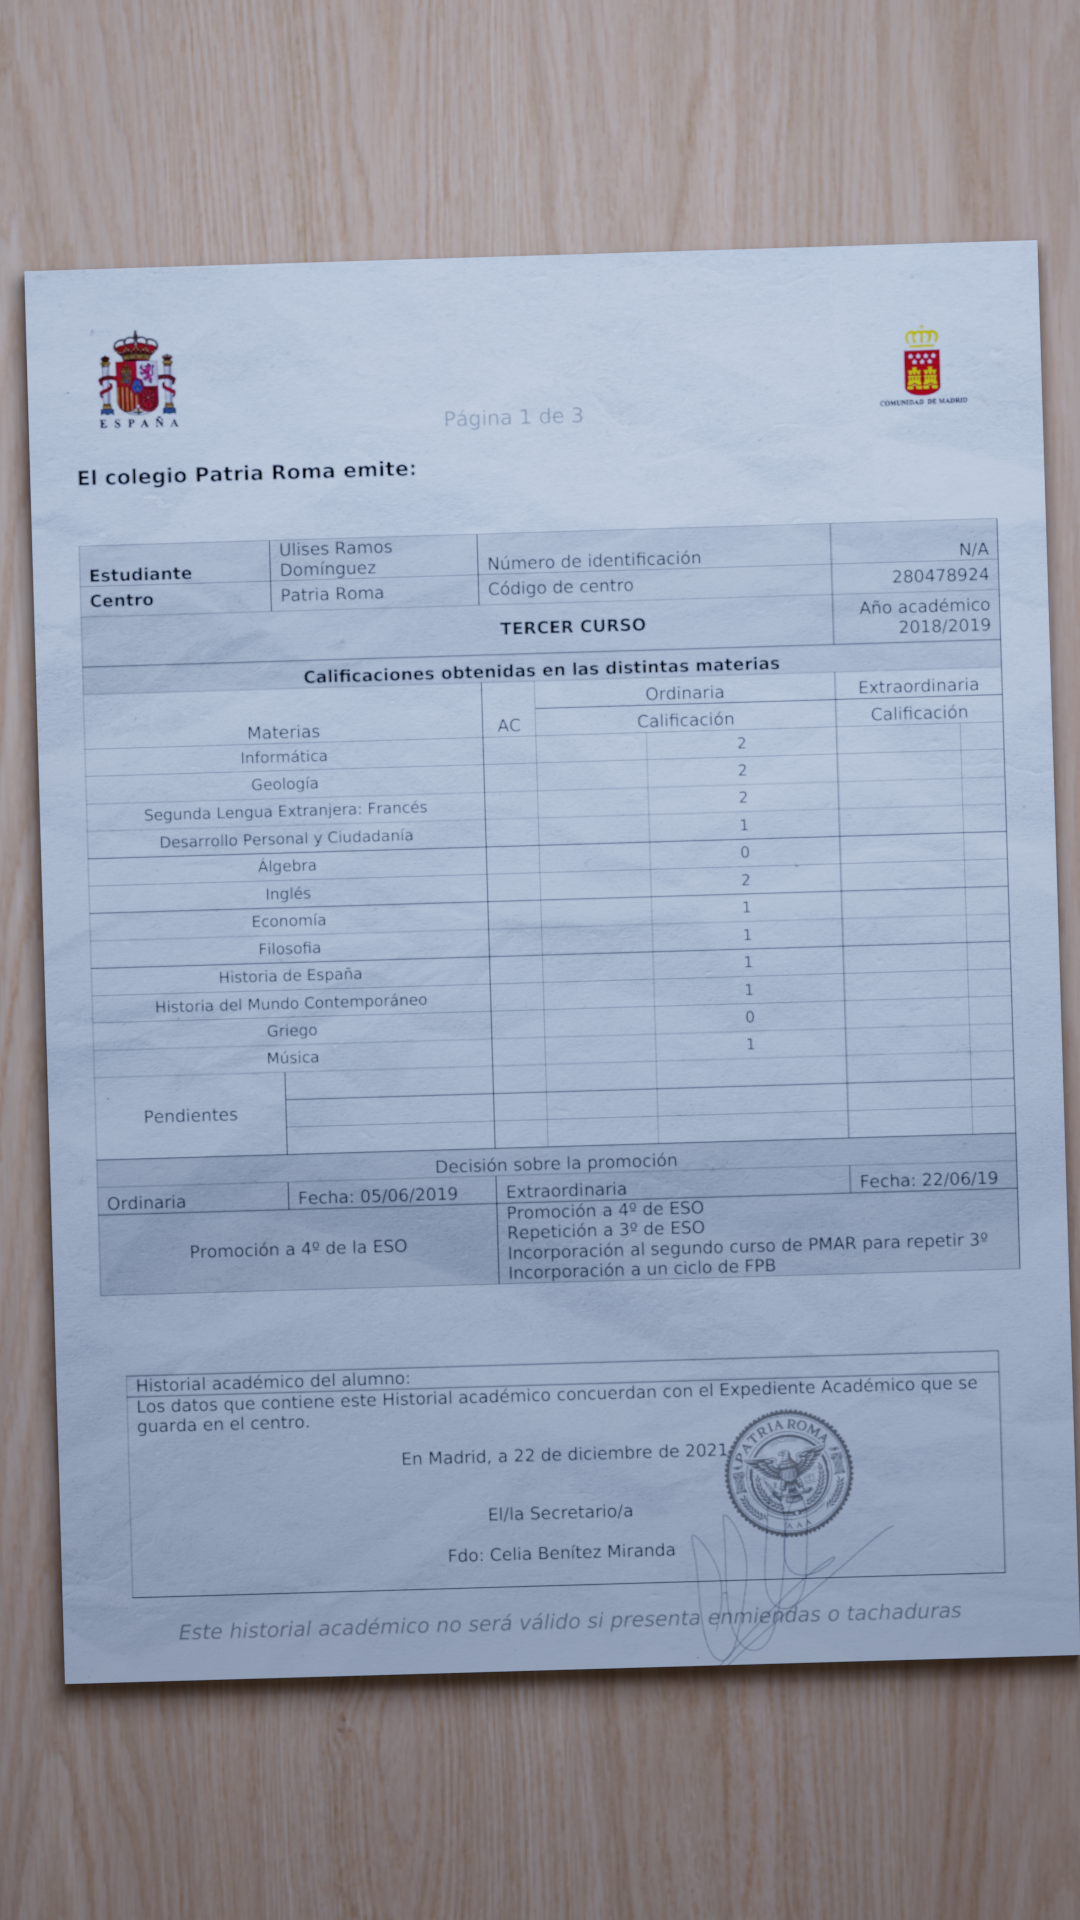 ESPAÑA
COMUNIDAD DE MADRID
Página 1 de 3
El colegio Patria Roma emite:
Estudiante Ulises Ramos Domínguez Número de identificación N/A
Centro Patria Roma Código de centro 280478924
TERCER CURSO Año académico 2018/2019
Calificaciones obtenidas en las distintas materias
Materias AC Ordinaria Extraordinaria
Calificación Calificación
Informática 2
Geología 2
Segunda Lengua Extranjera: Francés 2
Desarrollo Personal y Ciudadanía 1
Álgebra 0
Inglés 2
Economía 1
Filosofia 1
Historia de España 1
Historia del Mundo Contemporáneo 1
Griego 0
Música 1
Pendientes
Decisión sobre la promoción
Ordinaria Fecha: 05/06/2019 Extraordinaria Fecha: 22/06/19
Promoción a 4º de la ESO
Promoción a 4º de ESO
Repetición a 3º de ESO
Incorporación al segundo curso de PMAR para repetir 3º
Incorporación a un ciclo de FPB
Historial académico del alumno:
Los datos que contiene este Historial académico concuerdan con el Expediente Académico que se
guarda en el centro.
En Madrid, a 22 de diciembre de 2021
PATRIA ROMA
AAA
El/la Secretario/a
Fdo: Celia Benítez Miranda
Este historial académico no será válido si presenta enmiendas o tachaduras